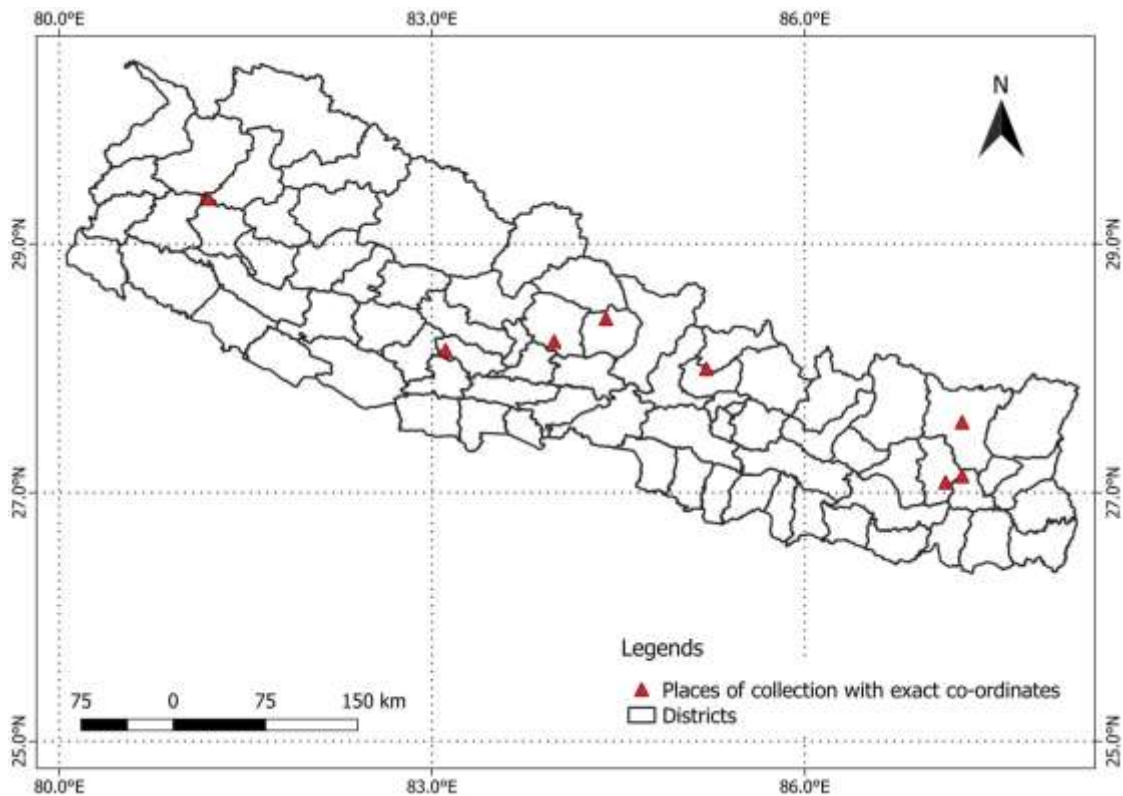 80.0°E 83.0°E 86.0°E
N
29.0°N 29.0°N
27.0°N 27.0°N
Legends
75 0 75 150 km
Places of collection with exact co-ordinates
Districts
25.0°N 25.0°N
80.0°E 83.0°E 86.0°E